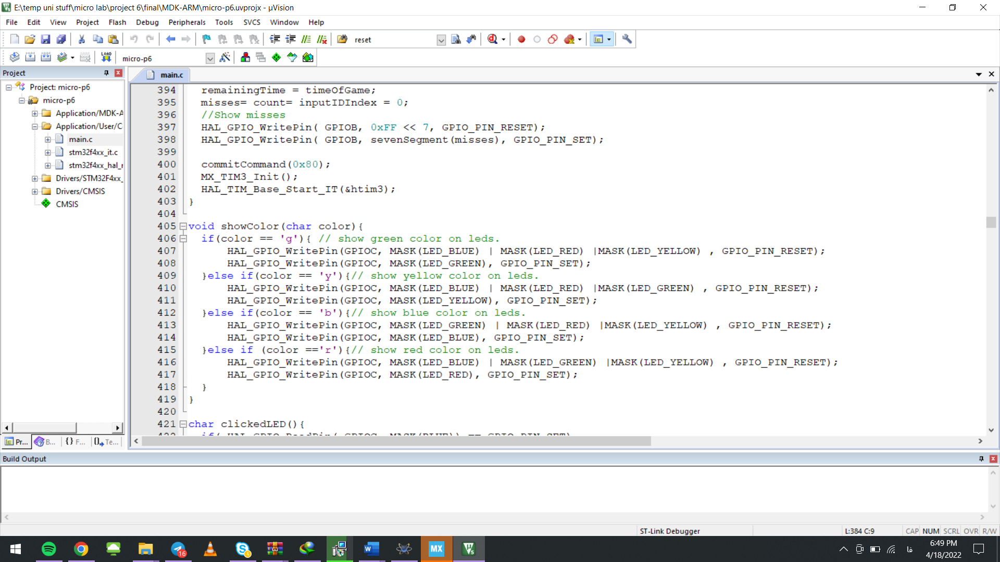 E:\temp uni stuff\micro lab\project 6\final\MDK-ARM\micro-p6.uvprojx - µVision
File Edit View Project Flash Debug Peripherals Tools SVCS Window Help
reset
LOAD micro-p6
Project
main.c
Project: micro-p6
micro-p6
Application/MDK-A
Application/User/C
main.c
stm32f4xx_it.c
stm32f4xx_hal_r
Drivers/STM32F4xx_
Drivers/CMSIS
CMSIS
Pr... B... {} F... Te...
394 remainingTime = timeOfGame;
395 misses= count= inputIDIndex = 0;
396 //Show misses
397 HAL_GPIO_WritePin( GPIOB, 0xFF << 7, GPIO_PIN_RESET);
398 HAL_GPIO_WritePin( GPIOB, sevenSegment(misses), GPIO_PIN_SET);
399
400 commitCommand(0x80);
401 MX_TIM3_Init();
402 HAL_TIM_Base_Start_IT(&htim3);
403 }
404
405 void showColor(char color){
406 if(color == 'g'){ // show green color on leds.
407 HAL_GPIO_WritePin(GPIOC, MASK(LED_BLUE) | MASK(LED_RED) |MASK(LED_YELLOW) , GPIO_PIN_RESET);
408 HAL_GPIO_WritePin(GPIOC, MASK(LED_GREEN), GPIO_PIN_SET);
409 }else if(color == 'y'){// show yellow color on leds.
410 HAL_GPIO_WritePin(GPIOC, MASK(LED_BLUE) | MASK(LED_RED) |MASK(LED_GREEN) , GPIO_PIN_RESET);
411 HAL_GPIO_WritePin(GPIOC, MASK(LED_YELLOW), GPIO_PIN_SET);
412 }else if(color == 'b'){// show blue color on leds.
413 HAL_GPIO_WritePin(GPIOC, MASK(LED_GREEN) | MASK(LED_RED) |MASK(LED_YELLOW) , GPIO_PIN_RESET);
414 HAL_GPIO_WritePin(GPIOC, MASK(LED_BLUE), GPIO_PIN_SET);
415 }else if (color =='r'){// show red color on leds.
416 HAL_GPIO_WritePin(GPIOC, MASK(LED_BLUE) | MASK(LED_GREEN) |MASK(LED_YELLOW) , GPIO_PIN_RESET);
417 HAL_GPIO_WritePin(GPIOC, MASK(LED_RED), GPIO_PIN_SET);
418 }
419 }
420
421 char clickedLED(){
Build Output
ST-Link Debugger L:384 C:9 CAP NUM SCRL OVR R/W
16 W MX فا 6:49 PM
4/18/2022